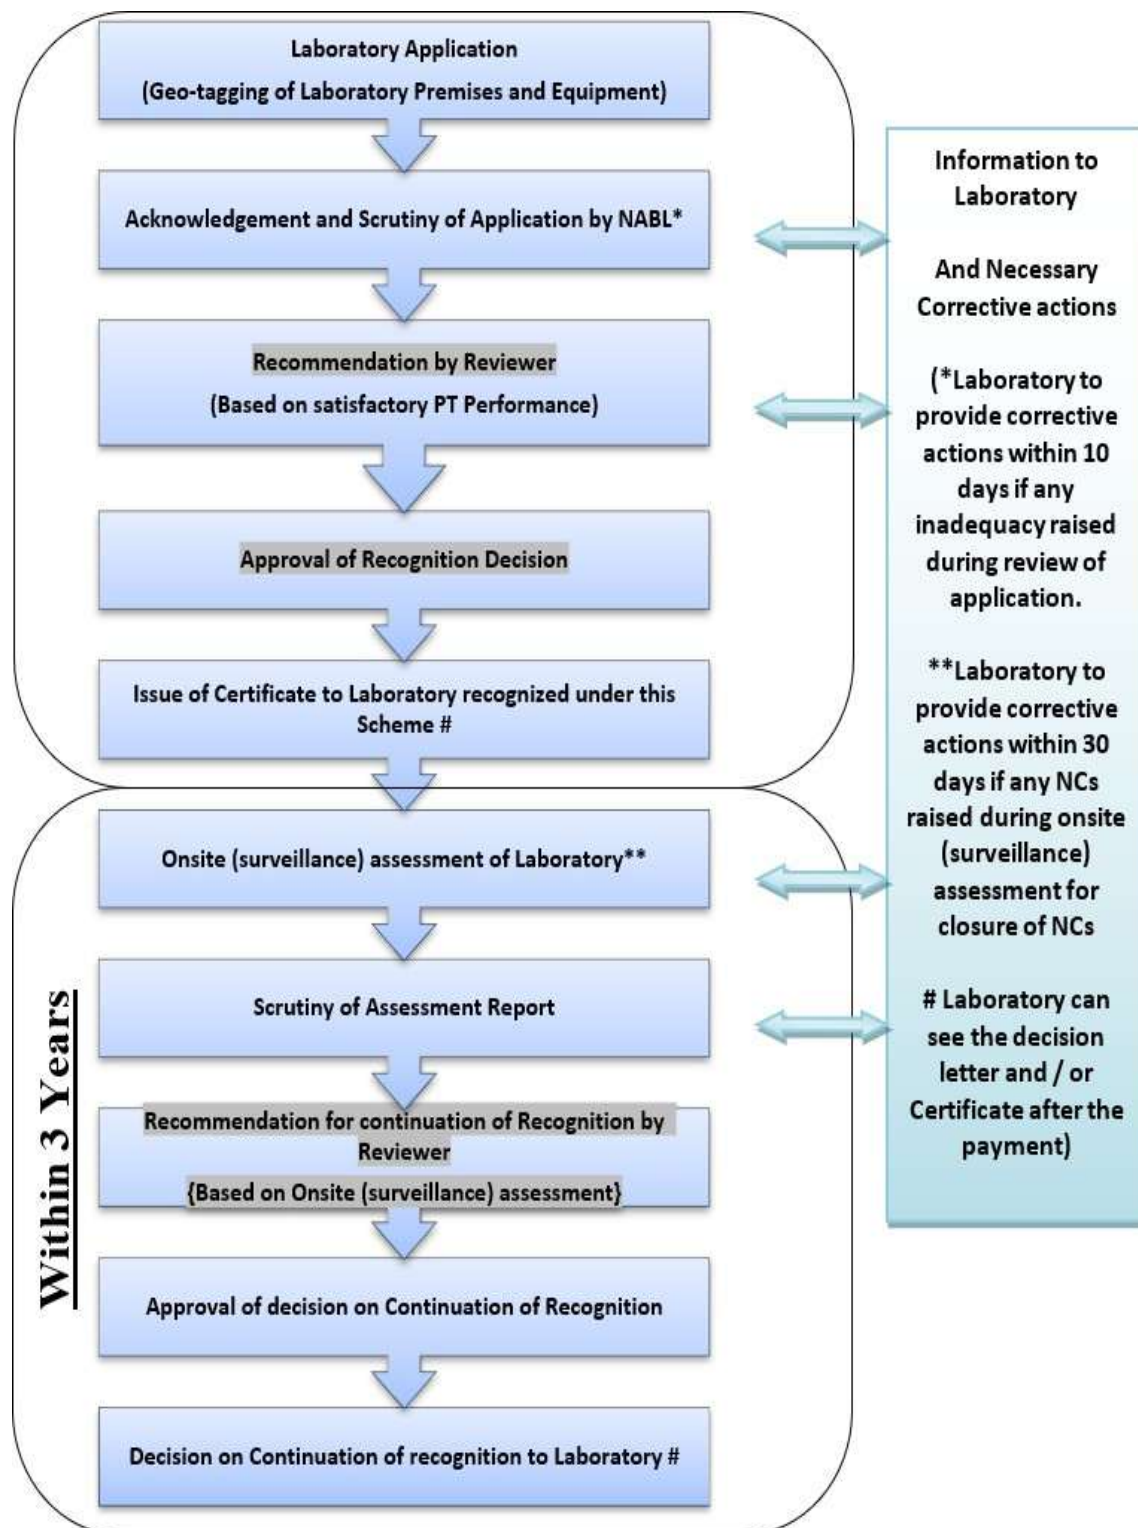 Laboratory Application
(Geo-tagging of Laboratory Premises and Equipment)
Acknowledgement and Scrutiny of Application by NABL*
Recommendation by Reviewer
(Based on satisfactory PT Performance)
Approval of Recognition Decision
Issue of Certificate to Laboratory recognized under this
Scheme #
Within 3 Years
Onsite (surveillance) assessment of Laboratory**
Scrutiny of Assessment Report
Recommendation for continuation of Recognition by
Reviewer
{Based on Onsite (surveillance) assessment}
Approval of decision on Continuation of Recognition
Decision on Continuation of recognition to Laboratory #
Information to
Laboratory
And Necessary
Corrective actions
(*Laboratory to
provide corrective
actions within 10
days if any
inadequacy raised
during review of
application.
**Laboratory to
provide corrective
actions within 30
days if any NCs
raised during onsite
(surveillance)
assessment for
closure of NCs
# Laboratory can
see the decision
letter and / or
Certificate after the
payment)